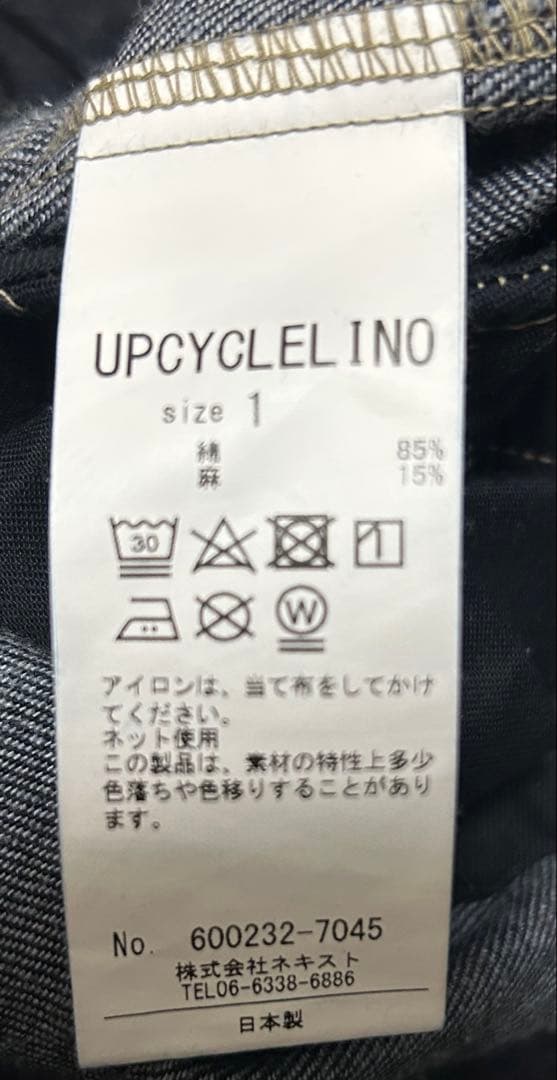 UPCYCLELINO
size 1
綿 85%
麻 15%
30
W
アイロンは、当て布をしてかけ
てください。
ネット使用
この製品は、素材の特性上多少
色落ちや色移りすることがあり
ます。
No. 600232-7045
株式会社ネキスト
TEL06-6338-6886
日本製